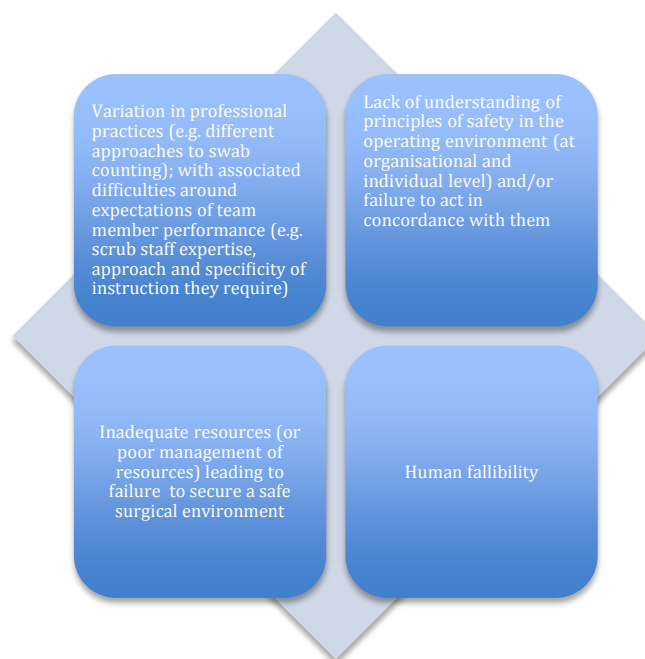 Variation in professional
practices (e.g. different
approaches to swab
counting); with associated
difficulties around
expectations of team
member performance (e.g.
scrub staff expertise,
approach and specificity of
instruction they require)
Lack of understanding of
principles of safety in the
operating environment (at
organisational and
individual level) and/or
failure to act in
concordance with them
Inadequate resources (or
poor management of
resources) leading to
failure  to secure a safe
surgical environment
Human fallibility